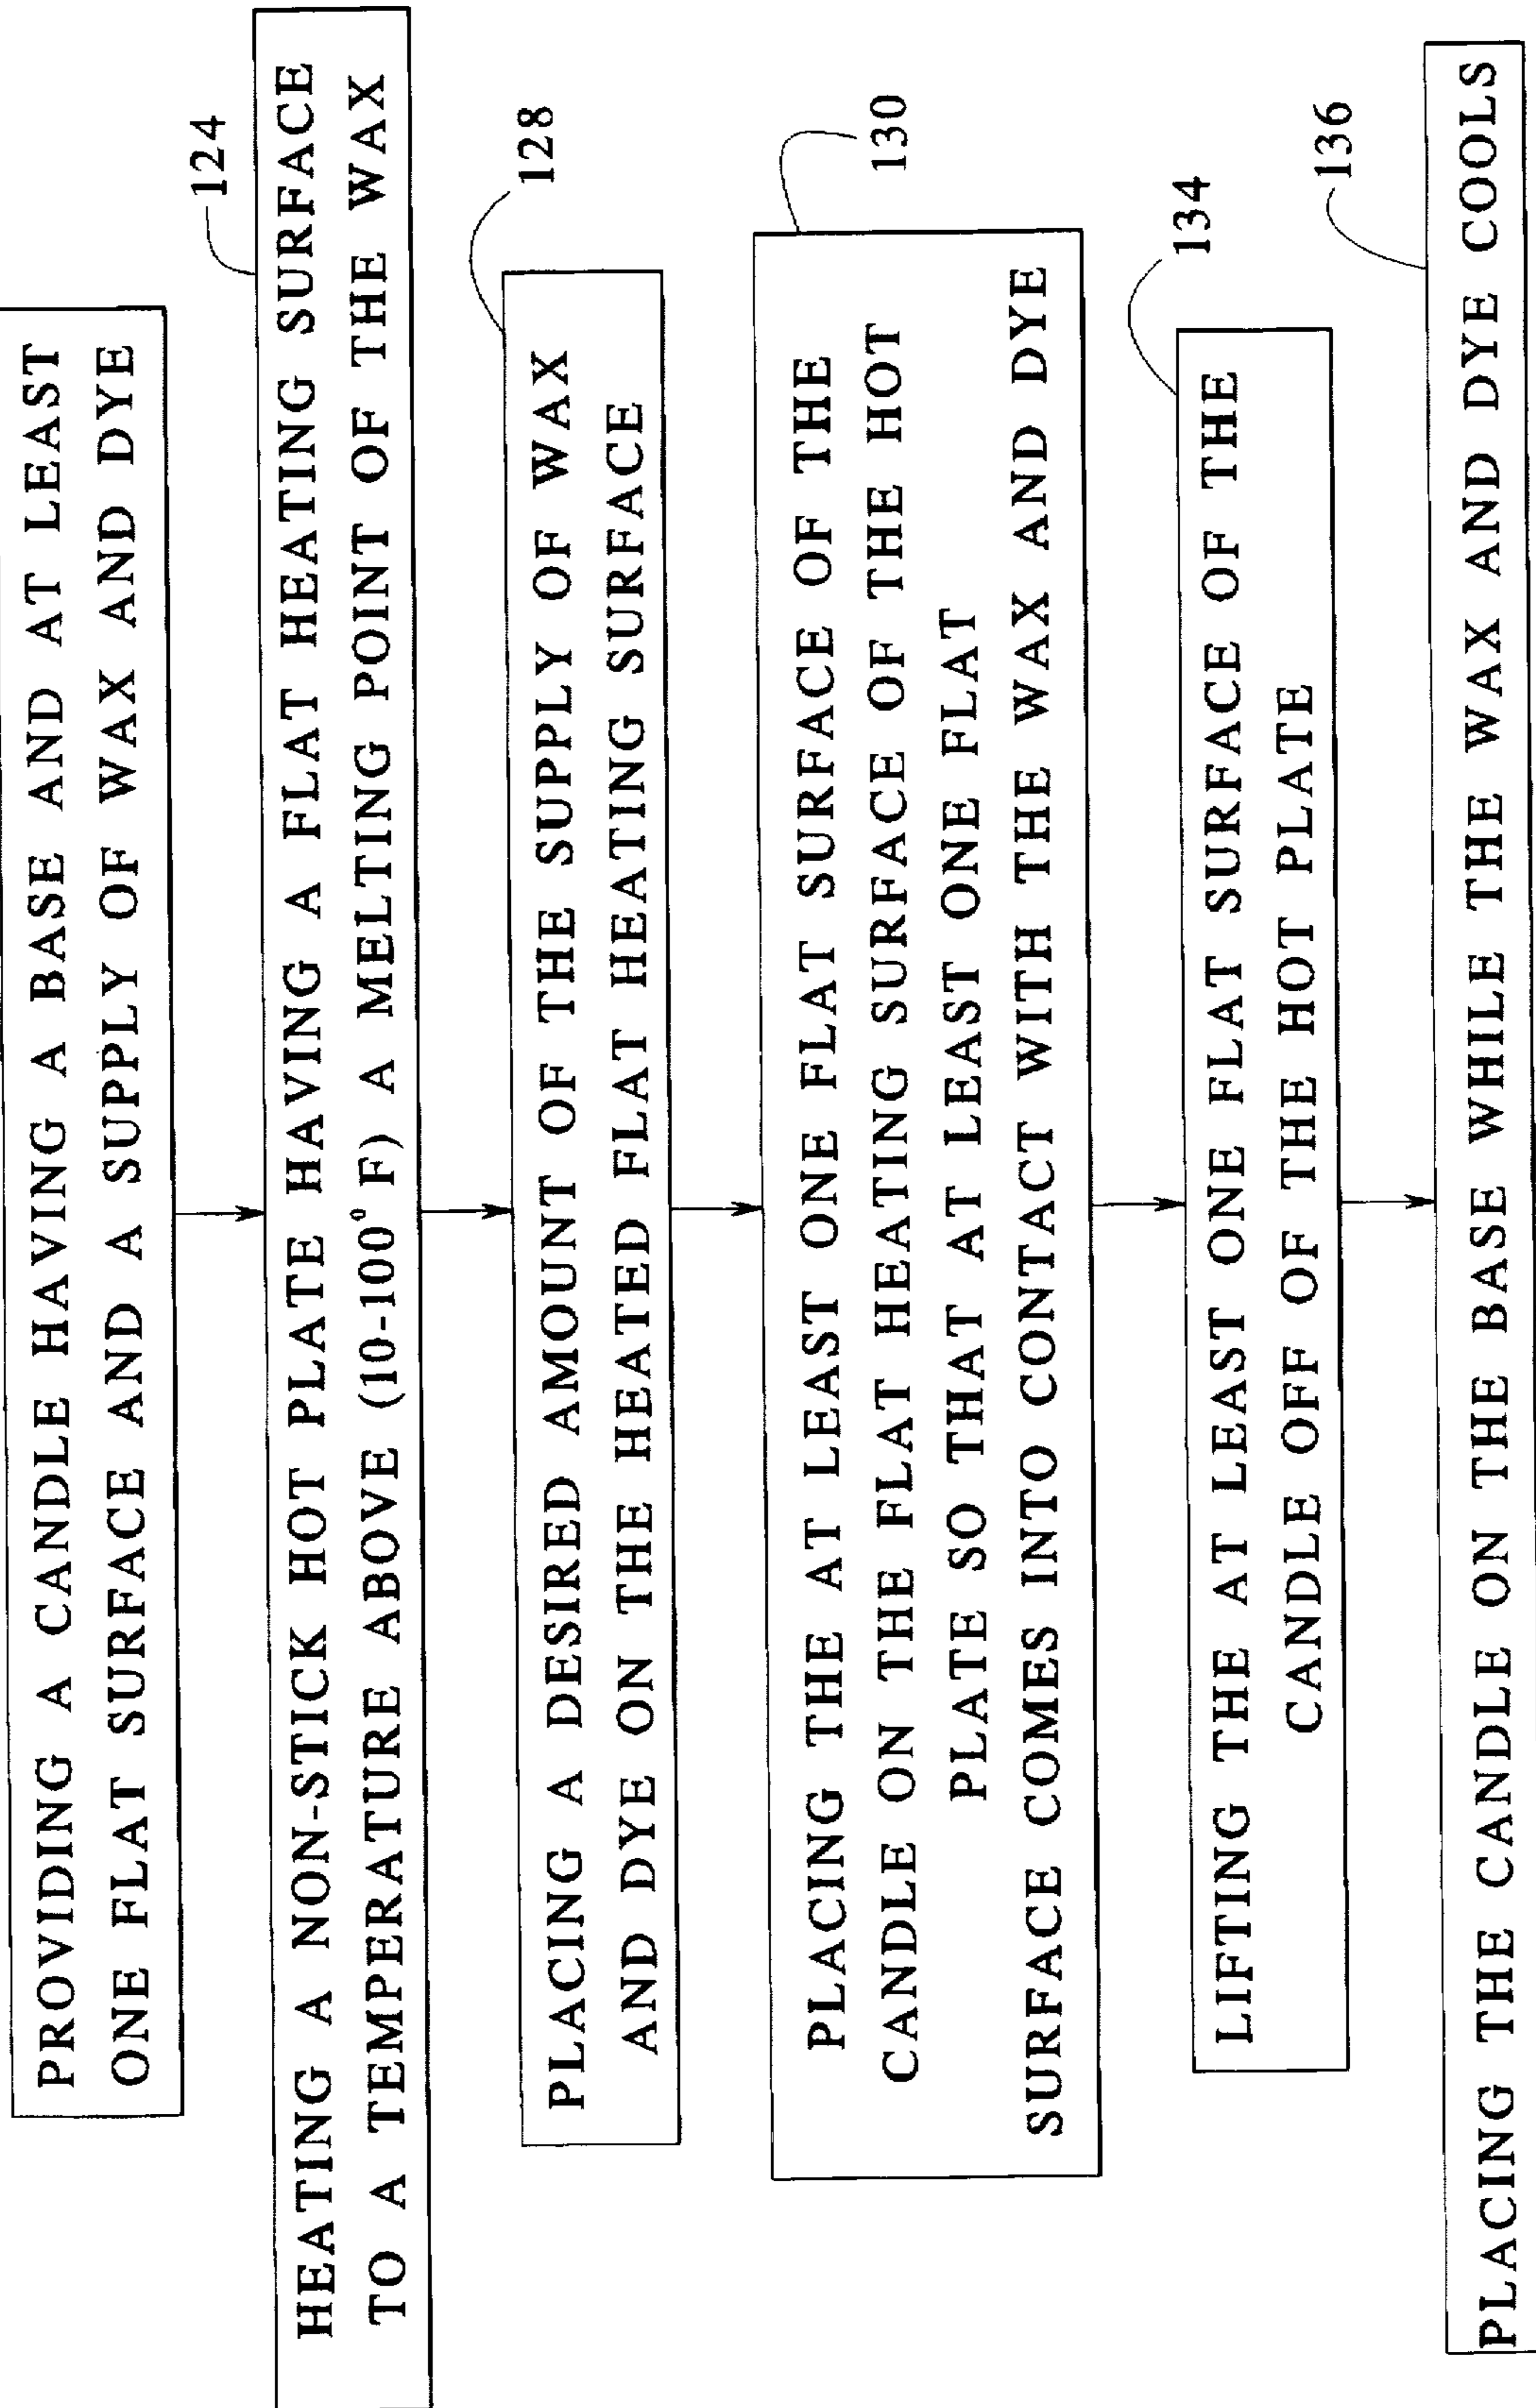 PROVIDING A CANDLE HAVING A BASE AND AT LEAST
ONE FLAT SURFACE AND A SUPPLY OF WAX AND DYE
124
HEATING A NON-STICK HOT PLATE HAVING A FLAT HEATING SURFACE
TO A TEMPERATURE ABOVE (10-100° F) A MELTING POINT OF THE WAX
128
PLACING A DESIRED AMOUNT OF THE SUPPLY OF WAX
AND DYE ON THE HEATED FLAT HEATING SURFACE
130
PLACING THE AT LEAST ONE FLAT SURFACE OF THE
CANDLE ON THE FLAT HEATING SURFACE OF THE HOT
PLATE SO THAT AT LEAST ONE FLAT
SURFACE COMES INTO CONTACT WITH THE WAX AND DYE
134
LIFTING THE AT LEAST ONE FLAT SURFACE OF THE
CANDLE OFF OF THE HOT PLATE
136
PLACING THE CANDLE ON THE BASE WHILE THE WAX AND DYE COOLS